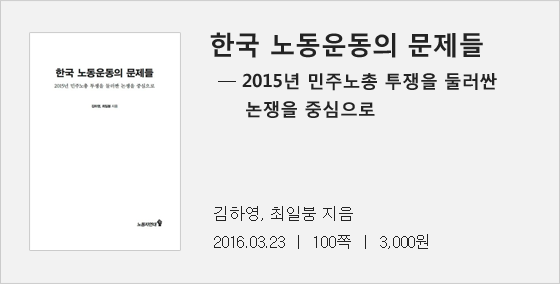 한국 노동운동의 문제들
2015년 민주노총 투쟁을 둘러싼 논쟁을 중심으로
김하영, 최일붕 지음
노동자연대
한국 노동운동의 문제들
— 2015년 민주노총 투쟁을 둘러싼
논쟁을 중심으로
김하영, 최일붕 지음
2016.03.23 | 100쪽 | 3,000원